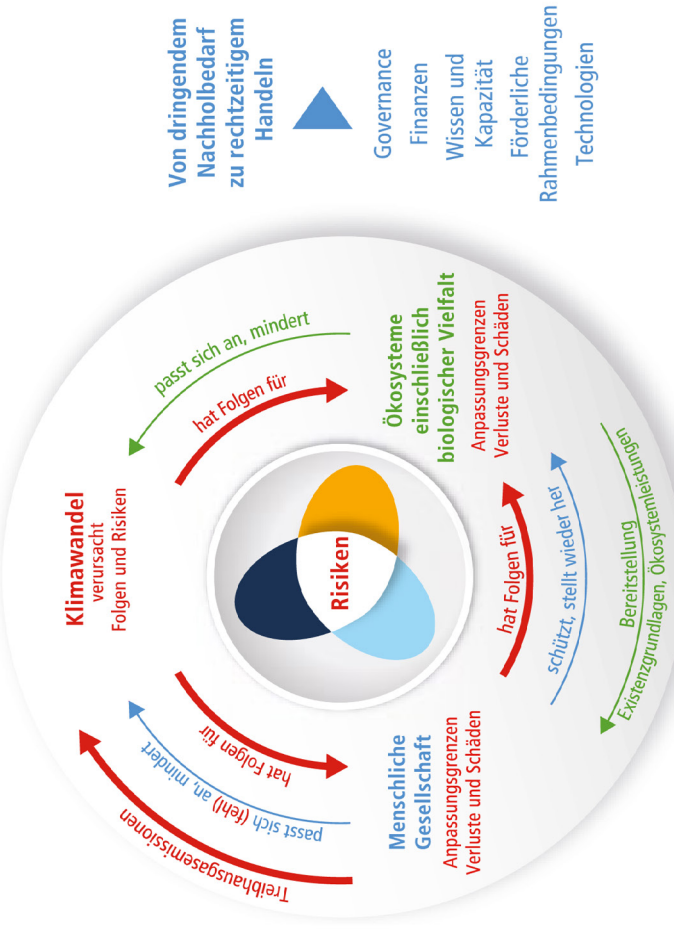 Klimawandel
verursacht
Folgen und Risiken
Treibhausgasemissionen
passt sich (fehl) an, mindert
hat Folgen für
hat Folgen für
passt sich an, mindert
Risiken
Menschliche
Gesellschaft
Anpassungsgrenzen
Verluste und Schäden
Ökosysteme
einschließlich
biologischer Vielfalt
Anpassungsgrenzen
Verluste und Schäden
hat Folgen für
schützt, stellt wieder her
Bereitstellung
Existenzgrundlagen, Ökosystemleistungen
Von dringendem
Nachholbedarf
zu rechtzeitigem
Handeln
Governance
Finanzen
Wissen und
Kapazität
Förderliche
Rahmenbedingungen
Technologien